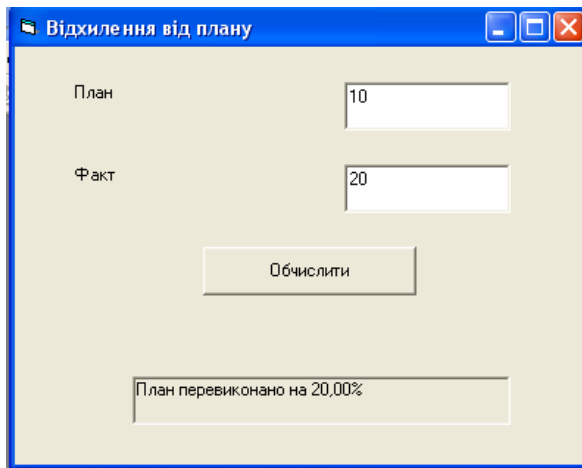 Відхилення від плану
План
10
Факт
20
Обчислити
План перевиконано на 20,00%